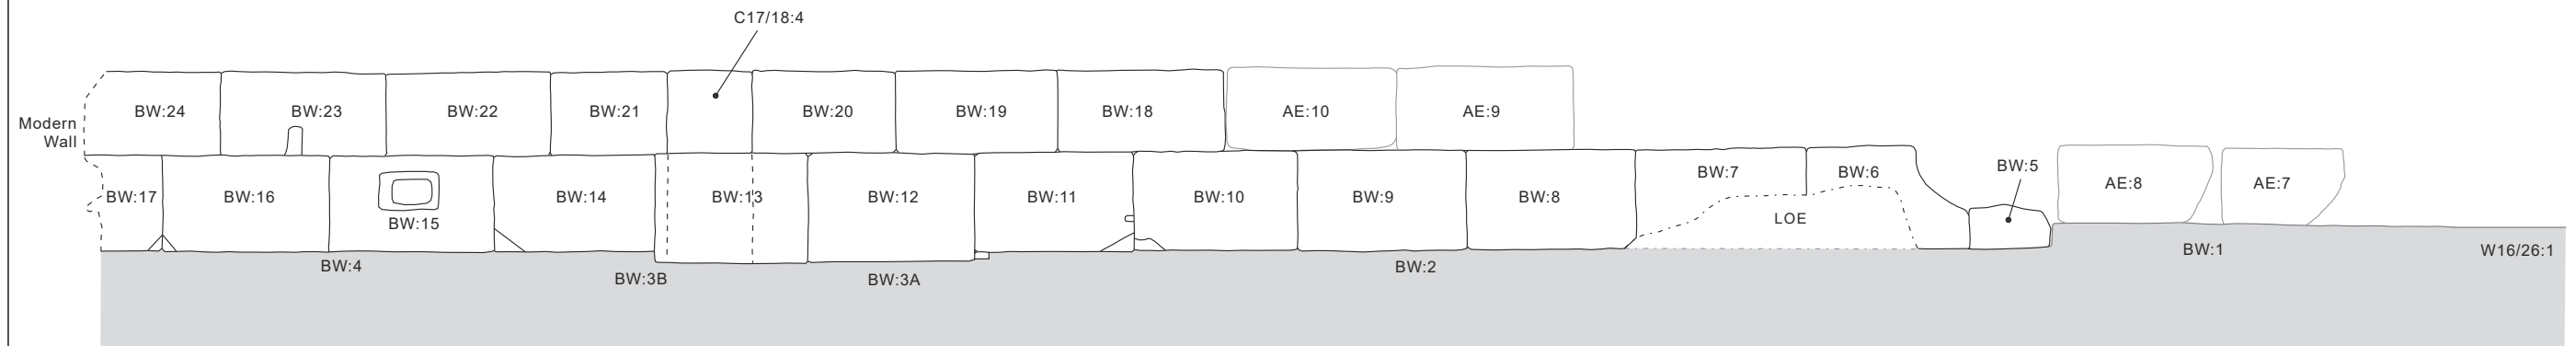 C17/18:4
BW:24 BW:23 BW:22 BW:21 BW:20 BW:19 BW:18 AE:10 AE:9
Modern
Wall
BW:17 BW:16 BW:15 BW:14 BW:13 BW:12 BW:11 BW:10 BW:9 BW:8 BW:7 BW:6 BW:5 AE:8 AE:7
LOE
BW:4 BW:3B BW:3A BW:2 BW:1 W16/26:1